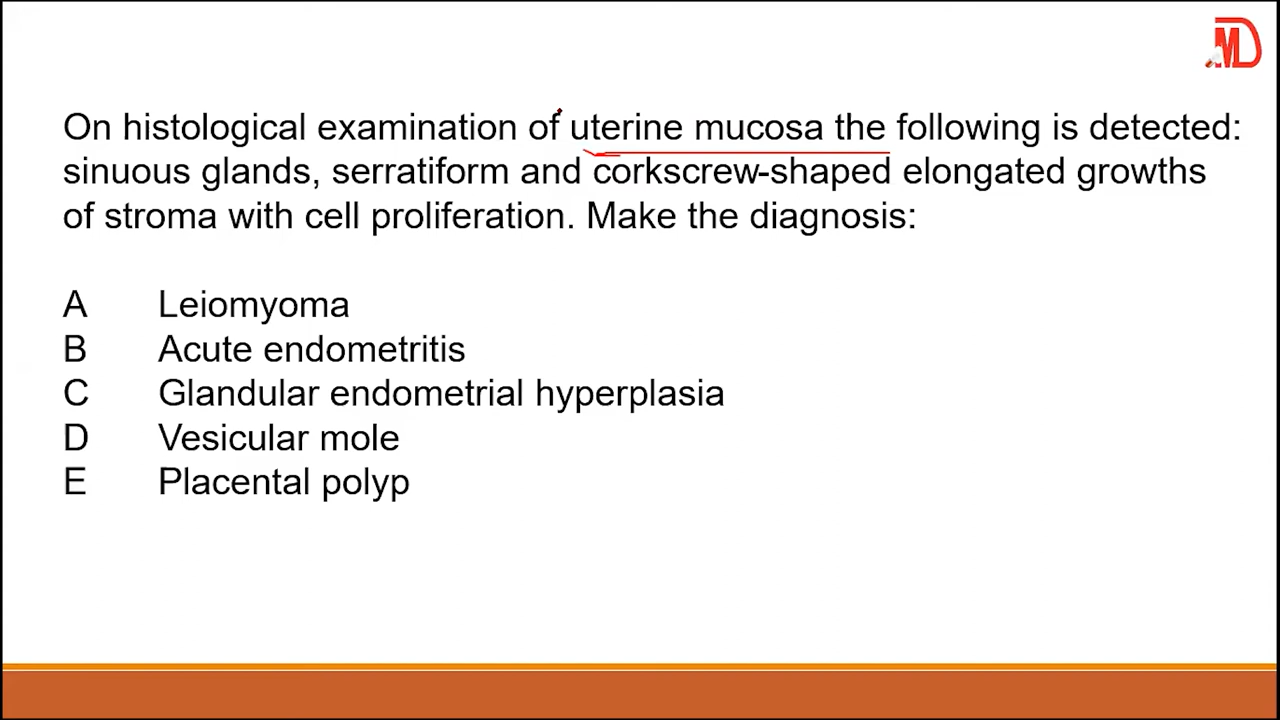 MD
On histological examination of uterine mucosa the following is detected:
sinuous glands, serratiform and corkscrew-shaped elongated growths
of stroma with cell proliferation. Make the diagnosis:
A Leiomyoma
B Acute endometritis
C Glandular endometrial hyperplasia
D Vesicular mole
E Placental polyp